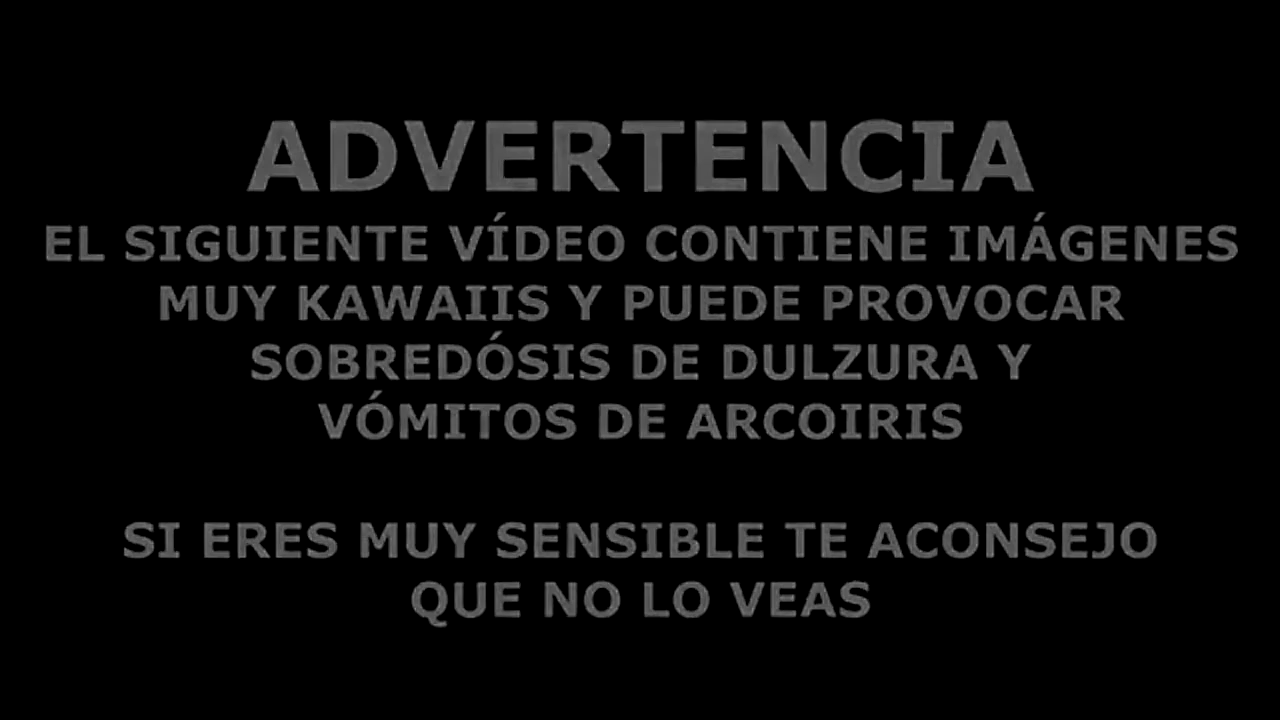 ADVERTENCIA
EL SIGUIENTE VÍDEO CONTIENE IMÁGENES
MUY KAWAIIS Y PUEDE PROVOCAR
SOBREDÓSIS DE DULZURA Y
VÓMITOS DE ARCOIRIS
SI ERES MUY SENSIBLE TE ACONSEJO
QUE NO LO VEAS